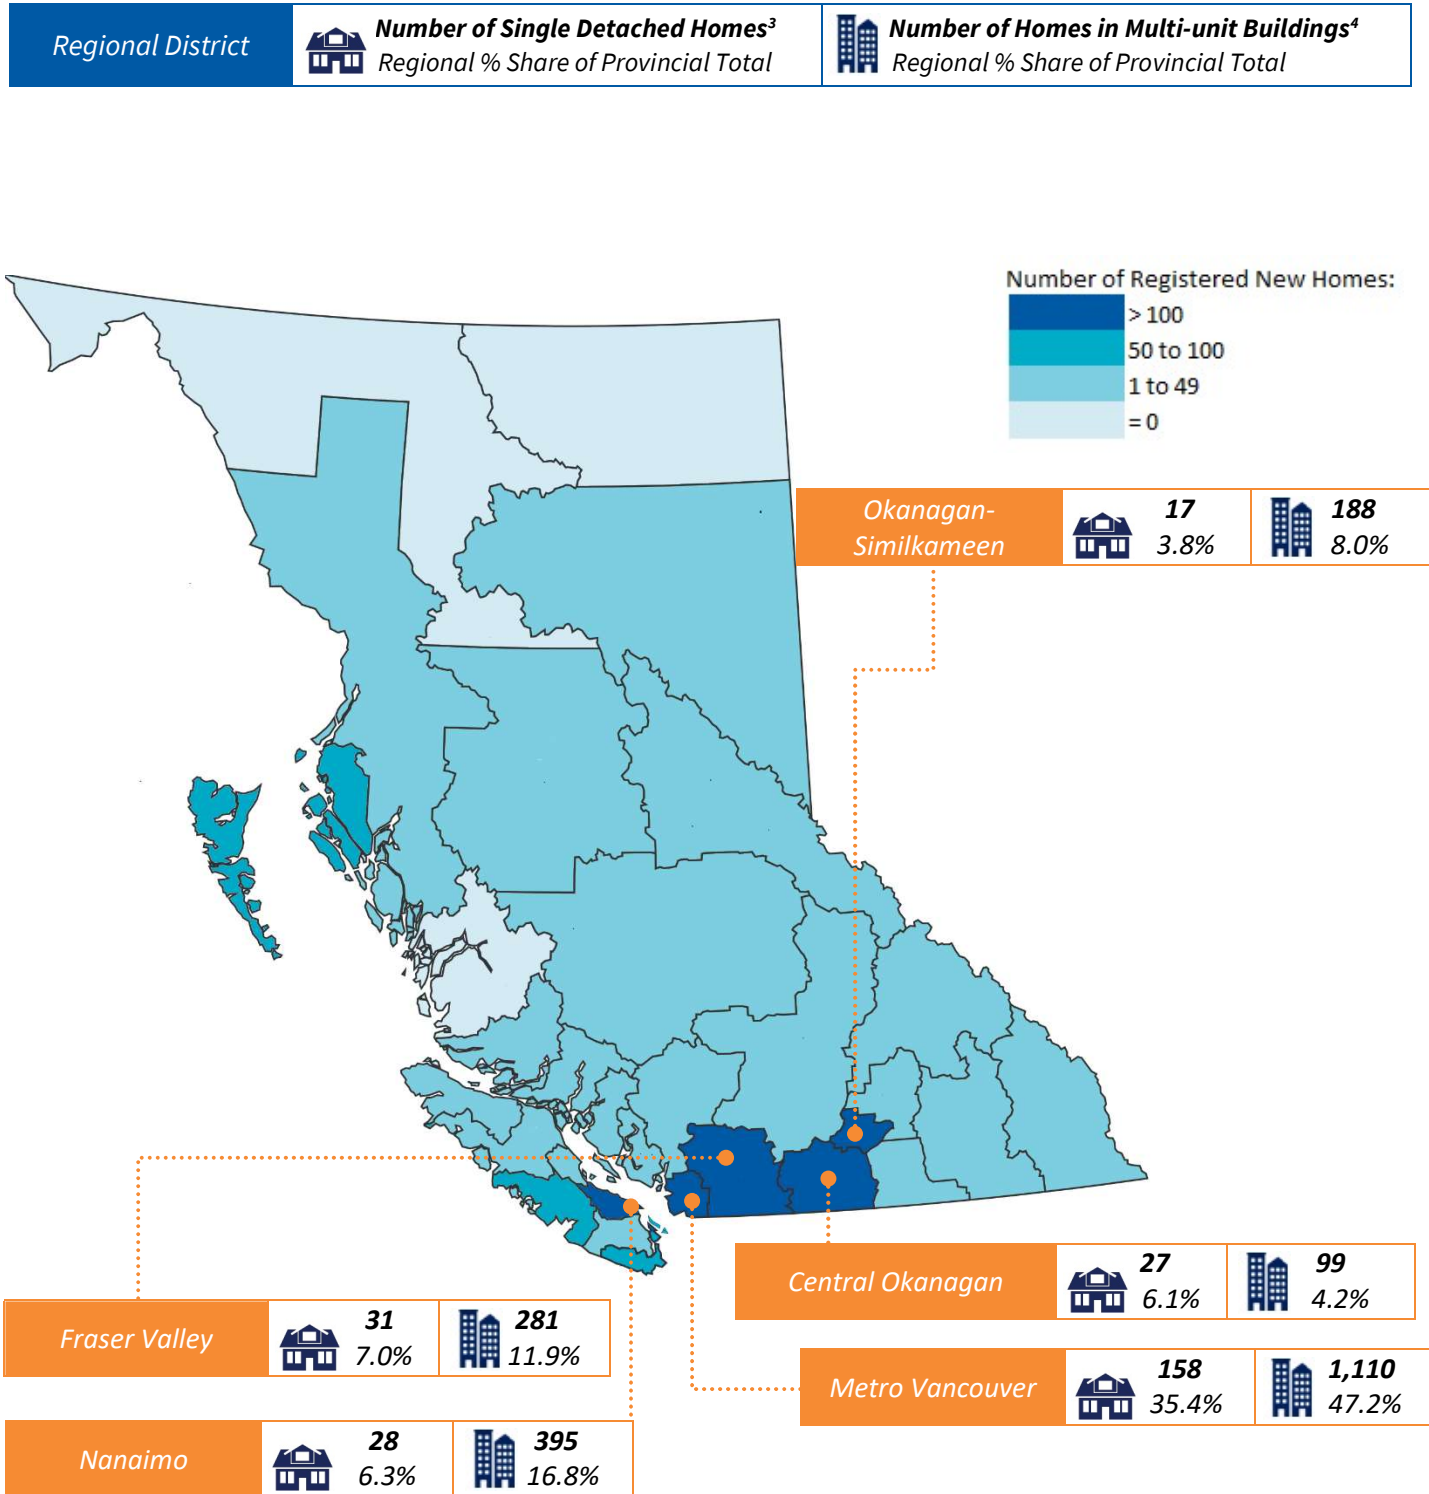 Regional District
Number of Single Detached Homes³
Regional % Share of Provincial Total
Number of Homes in Multi-unit Buildings⁴
Regional % Share of Provincial Total
Number of Registered New Homes:
> 100
50 to 100
1 to 49
= 0
Okanagan-
Similkameen
17
3.8%
188
8.0%
Central Okanagan
27
6.1%
99
4.2%
Fraser Valley
31
7.0%
281
11.9%
Metro Vancouver
158
35.4%
1,110
47.2%
Nanaimo
28
6.3%
395
16.8%